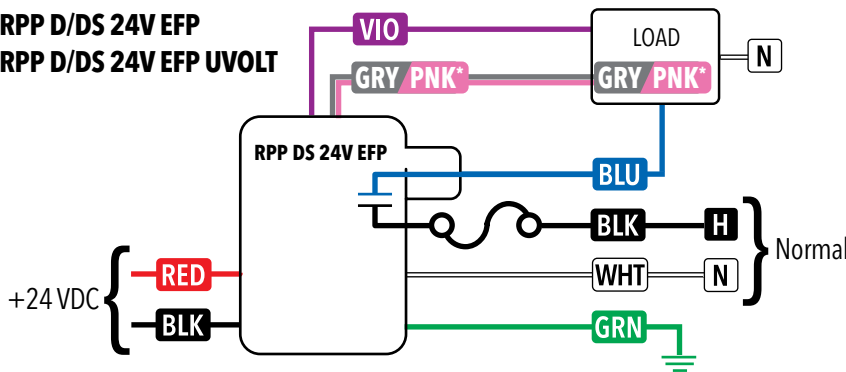 RPP D/DS 24V EFP
RPP D/DS 24V EFP UVOLT
VIO
LOAD
N
GRY/PNK*
GRY/PNK*
RPP DS 24V EFP
BLU
BLK
H
Normal
RED
WHT
N
+24 VDC
BLK
GRN